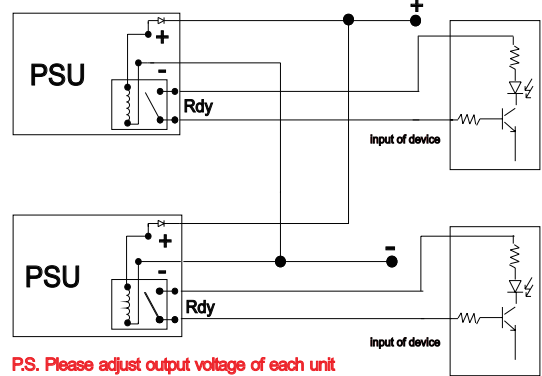 +
+
PSU
-
Rdy
input of device
+
-
PSU
-
Rdy
input of device
P.S. Please adjust output voltage of each unit